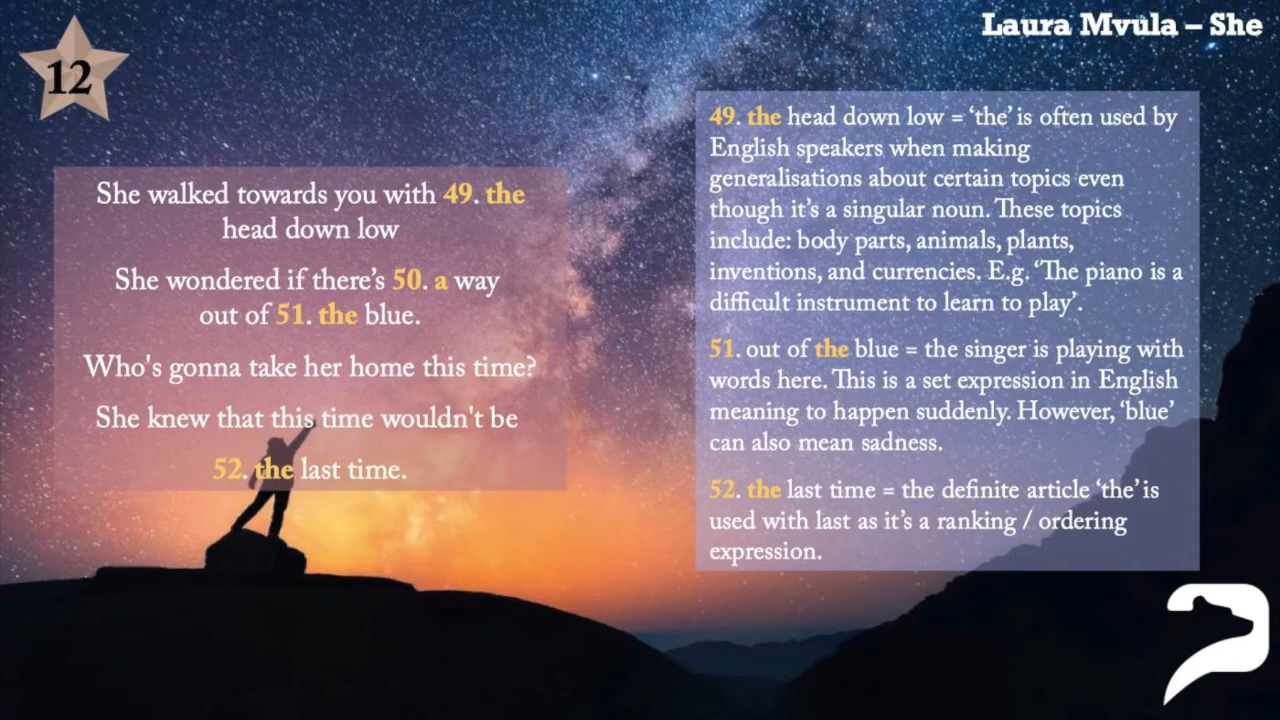 Laura Mvula – She
12
She walked towards you with 49. the
head down low
She wondered if there’s 50. a way
out of 51. the blue.
Who's gonna take her home this time?
She knew that this time wouldn't be
52. the last time.
49. the head down low = ‘the’ is often used by
English speakers when making
generalisations about certain topics even
though it’s a singular noun. These topics
include: body parts, animals, plants,
inventions, and currencies. E.g. ‘The piano is a
difficult instrument to learn to play’.
51. out of the blue = the singer is playing with
words here. This is a set expression in English
meaning to happen suddenly. However, ‘blue’
can also mean sadness.
52. the last time = the definite article ‘the’ is
used with last as it’s a ranking / ordering
expression.